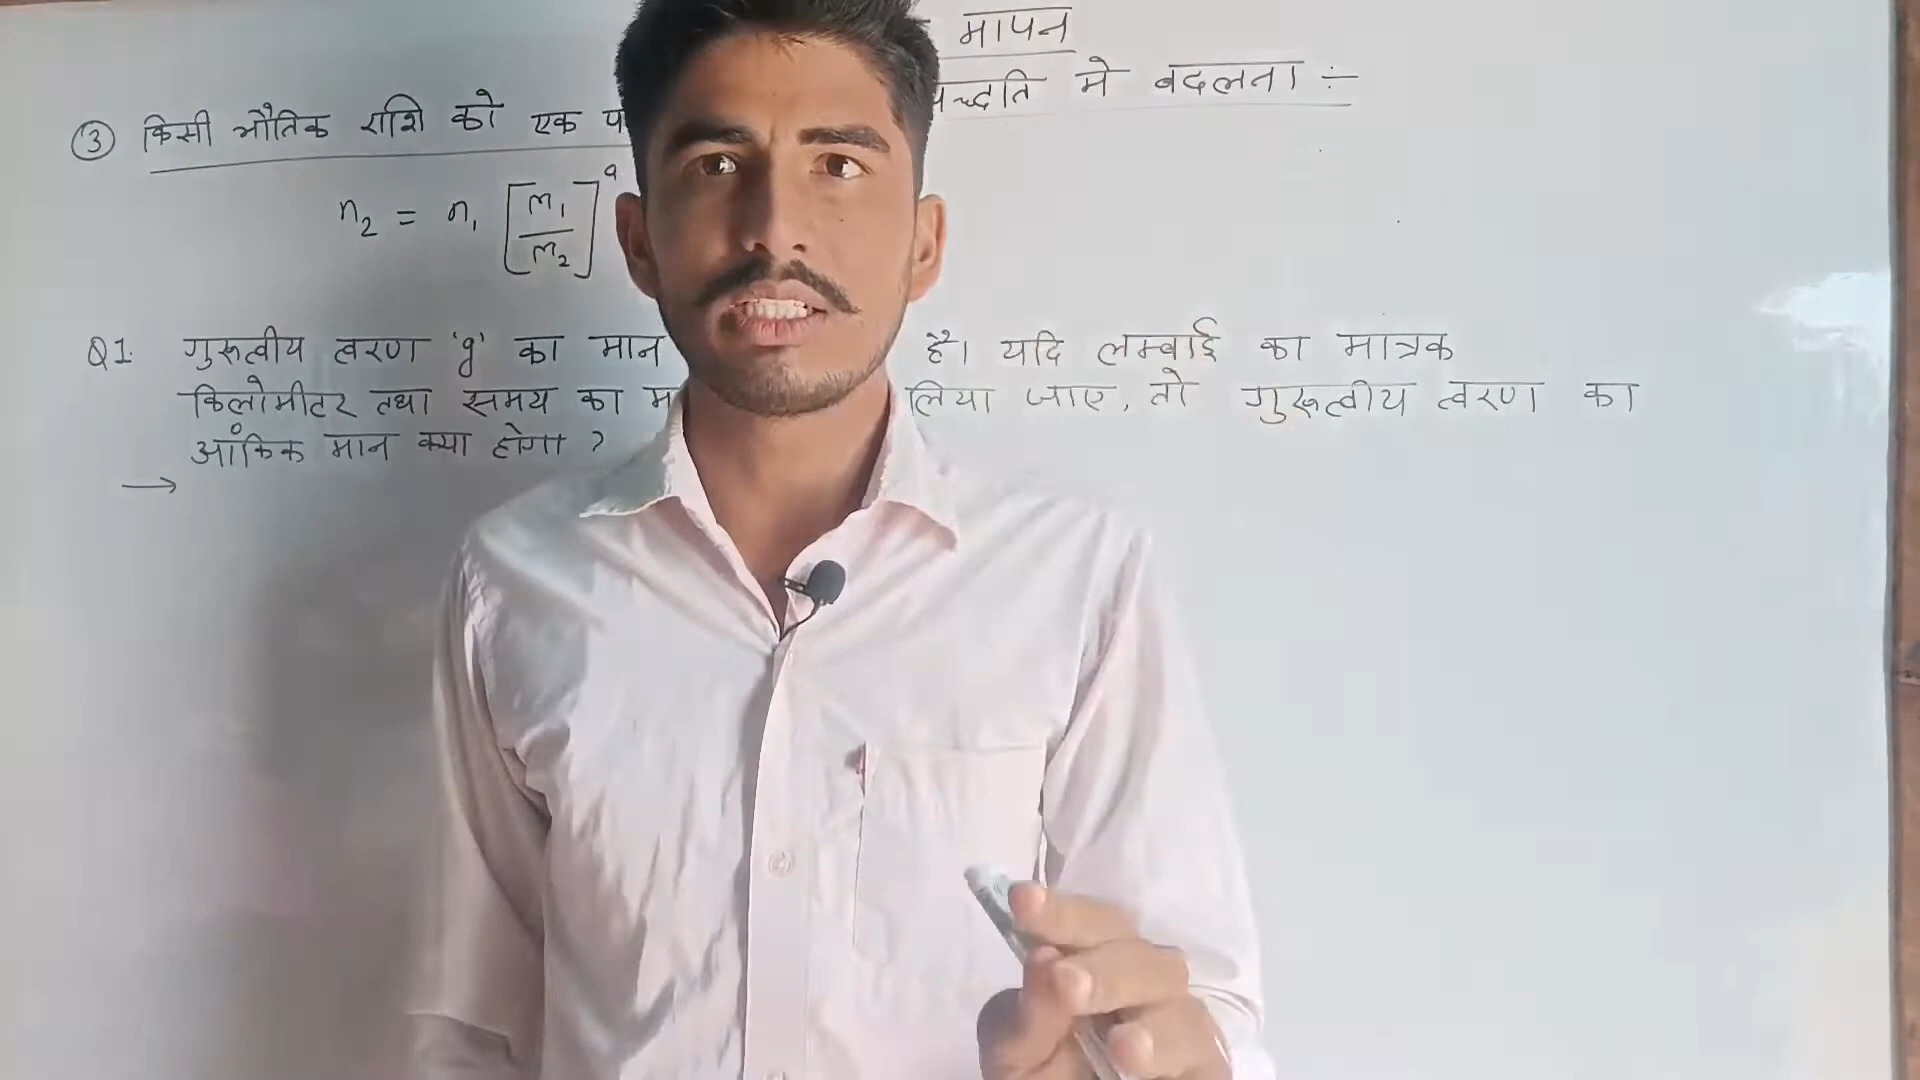 मापन
③ किसी भौतिक राशि को एक पद्धति मे बदलना :-
n₂ = n₁ [M₁/M₂]ᵃ
Q1. गुरुत्वीय त्वरण 'g' का मान है। यदि लम्बाई का मात्रक
किलोमीटर तथा समय का लिया जाए, तो गुरुत्वीय त्वरण का
आंकिक मान क्या होगा ?
→